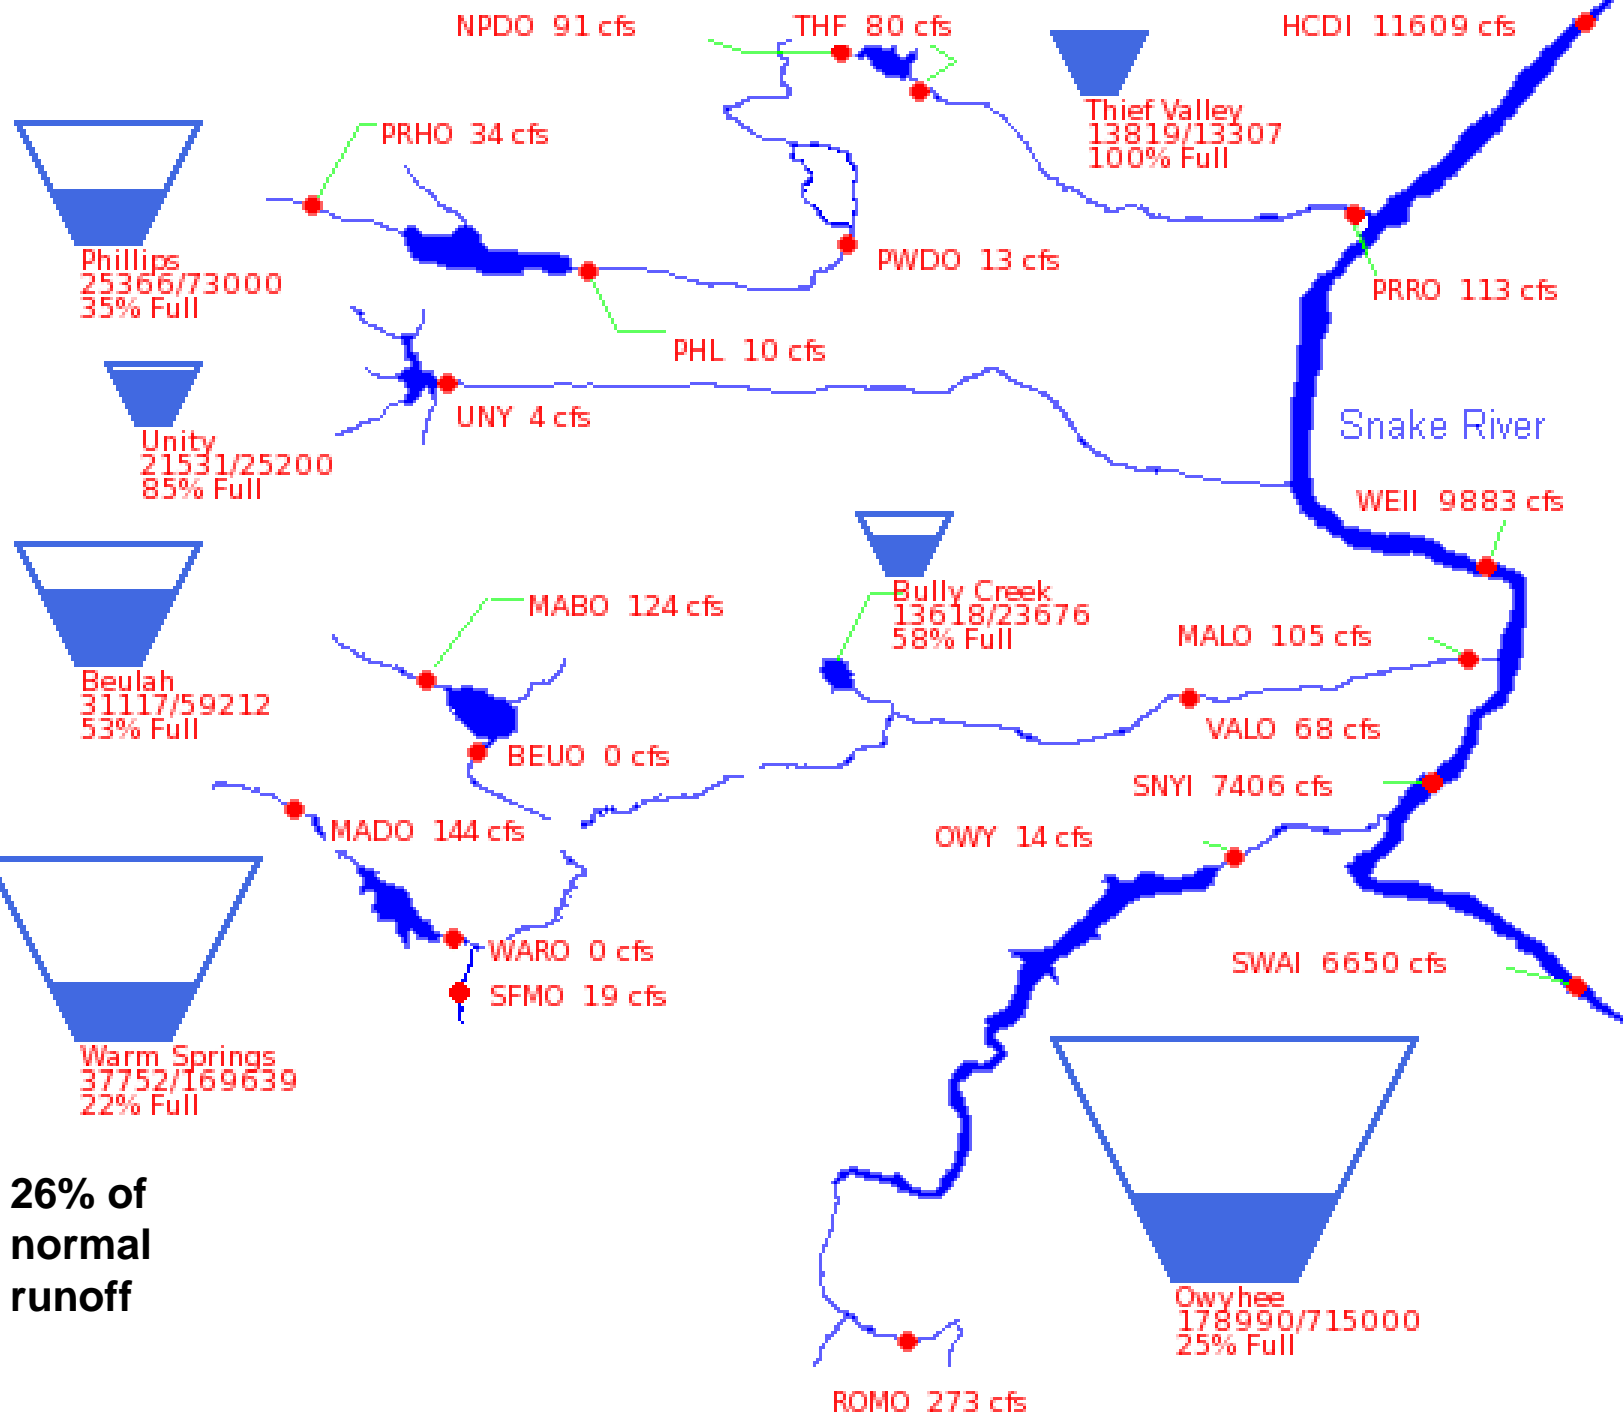 NPDO 91 cfs
THF 80 cfs
HCDI 11609 cfs
Thief Valley
13819/13307
100% Full
PRHO 34 cfs
Phillips
25366/73000
35% Full
PWDO 13 cfs
PRRO 113 cfs
PHL 10 cfs
UNY 4 cfs
Unity
21531/25200
85% Full
Snake River
WEII 9883 cfs
Bully Creek
13618/23676
58% Full
MABO 124 cfs
MALO 105 cfs
Beulah
31117/59212
53% Full
VALO 68 cfs
BEUO 0 cfs
SNYI 7406 cfs
MADO 144 cfs
OWY 14 cfs
WARO 0 cfs
SWAI 6650 cfs
SFMO 19 cfs
Warm Springs
37752/169639
22% Full
26% of
normal
runoff
Owyhee
178990/715000
25% Full
ROMO 273 cfs